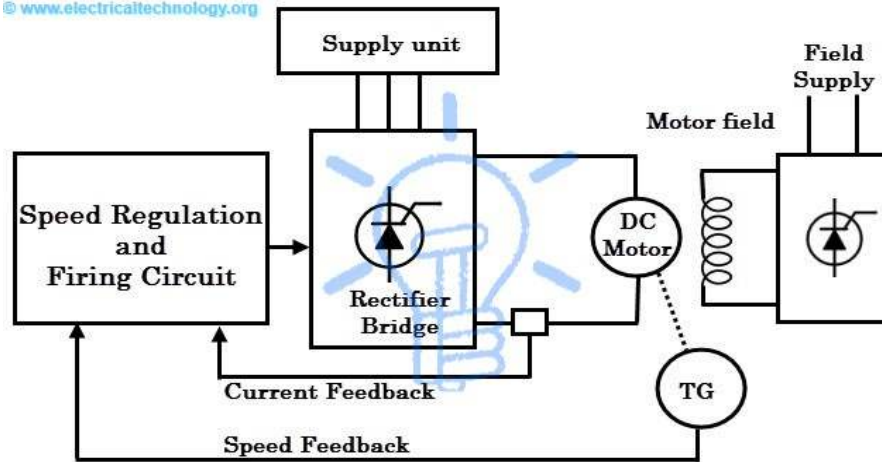 © www.electricaltechnology.org
Supply unit
Field
Supply
Motor field
Speed Regulation
and
Firing Circuit
DC
Motor
Rectifier
Bridge
TG
Current Feedback
Speed Feedback